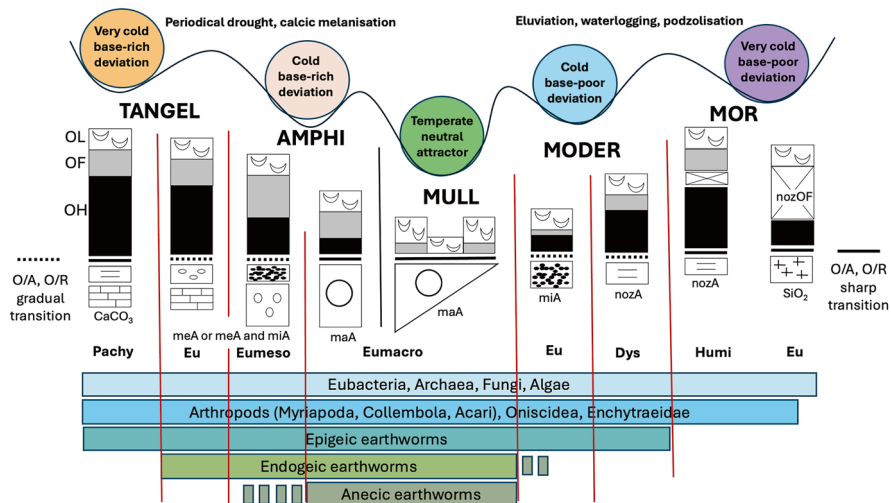 Periodical drought, calcic melanisation
Eluviation, waterlogging, podzolisation
Very cold
base-rich
deviation
Cold
base-rich
deviation
Temperate
neutral
attractor
Cold
base-poor
deviation
Very cold
base-poor
deviation
TANGEL
AMPHI
MULL
MODER
MOR
OL
OF
OH
nozOF
O/A, O/R
gradual
transition
O/A, O/R
sharp
transition
CaCO3
meA or meA and miA
maA
maA
miA
nozA
nozA
SiO2
Pachy
Eu
Eumeso
Eumacro
Eu
Dys
Humi
Eu
Eubacteria, Archaea, Fungi, Algae
Arthropods (Myriapoda, Collembola, Acari), Oniscidea, Enchytraeidae
Epigeic earthworms
Endogeic earthworms
Anecic earthworms